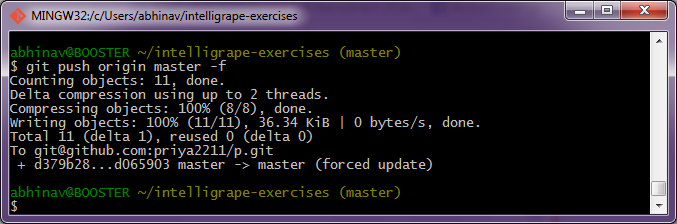 MINGW32:/c/Users/abhinav/intelligrape-exercises
abhinav@BOOSTER ~/intelligrape-exercises (master)
$ git push origin master -f
Counting objects: 11, done.
Delta compression using up to 2 threads.
Compressing objects: 100% (8/8), done.
Writing objects: 100% (11/11), 36.34 KiB | 0 bytes/s, done.
Total 11 (delta 1), reused 0 (delta 0)
To git@github.com:priya2211/p.git
 + d379b28...d065903 master -> master (forced update)
abhinav@BOOSTER ~/intelligrape-exercises (master)
$